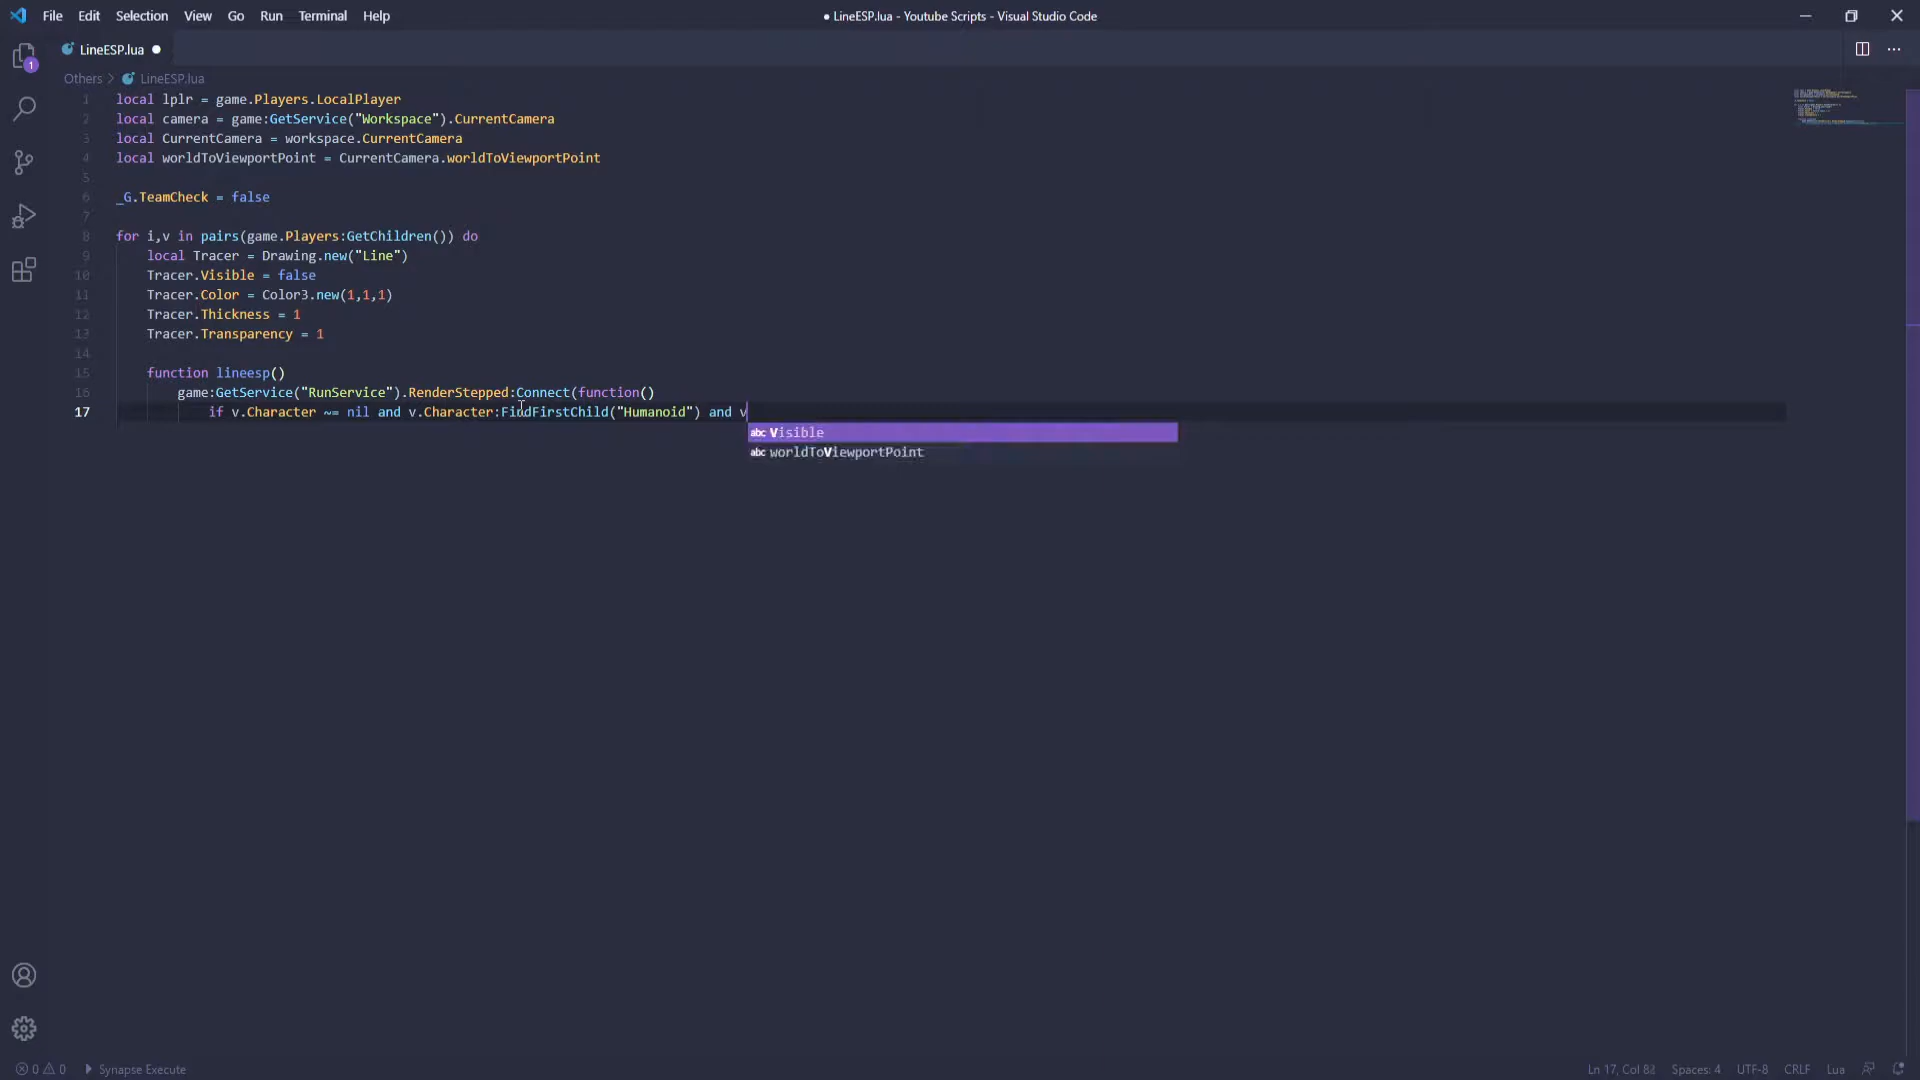 File Edit Selection View Go Run Terminal Help
● LineESP.lua - Youtube Scripts - Visual Studio Code
LineESP.lua ●
Others > LineESP.lua
1
1 local lplr = game.Players.LocalPlayer
2 local camera = game:GetService("Workspace").CurrentCamera
3 local CurrentCamera = workspace.CurrentCamera
4 local worldToViewportPoint = CurrentCamera.worldToViewportPoint
5
6 _G.TeamCheck = false
7
8 for i,v in pairs(game.Players:GetChildren()) do
9 local Tracer = Drawing.new("Line")
10 Tracer.Visible = false
11 Tracer.Color = Color3.new(1,1,1)
12 Tracer.Thickness = 1
13 Tracer.Transparency = 1
14
15 function lineesp()
16 game:GetService("RunService").RenderStepped:Connect(function()
17 if v.Character ~= nil and v.Character:FindFirstChild("Humanoid") and v
abc Visible
abc worldToViewportPoint
0 0 Synapse Execute
Ln 17, Col 82 Spaces: 4 UTF-8 CRLF Lua